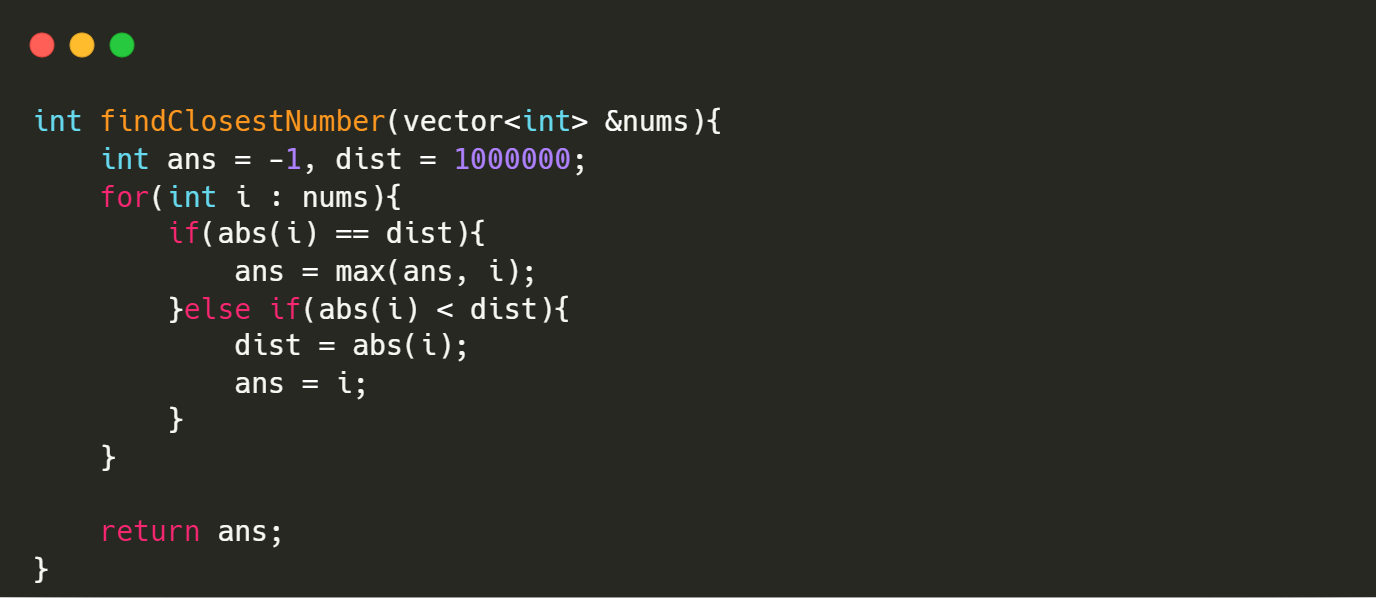 int findClosestNumber(vector<int> &nums){
    int ans = -1, dist = 1000000;
    for(int i : nums){
        if(abs(i) == dist){
            ans = max(ans, i);
        }else if(abs(i) < dist){
            dist = abs(i);
            ans = i;
        }
    }

    return ans;
}